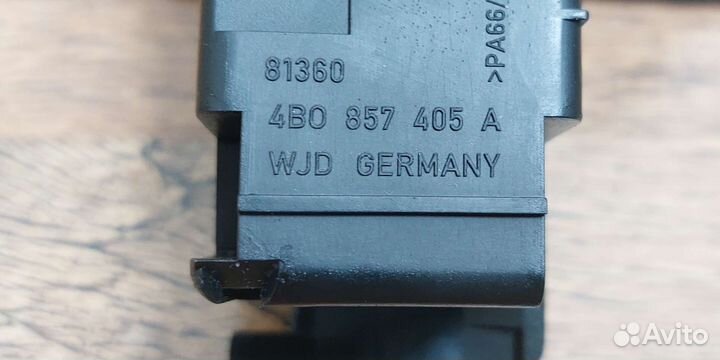 81360
4B0 857 405 A
WJD GERMANY
>PA66/
Avito